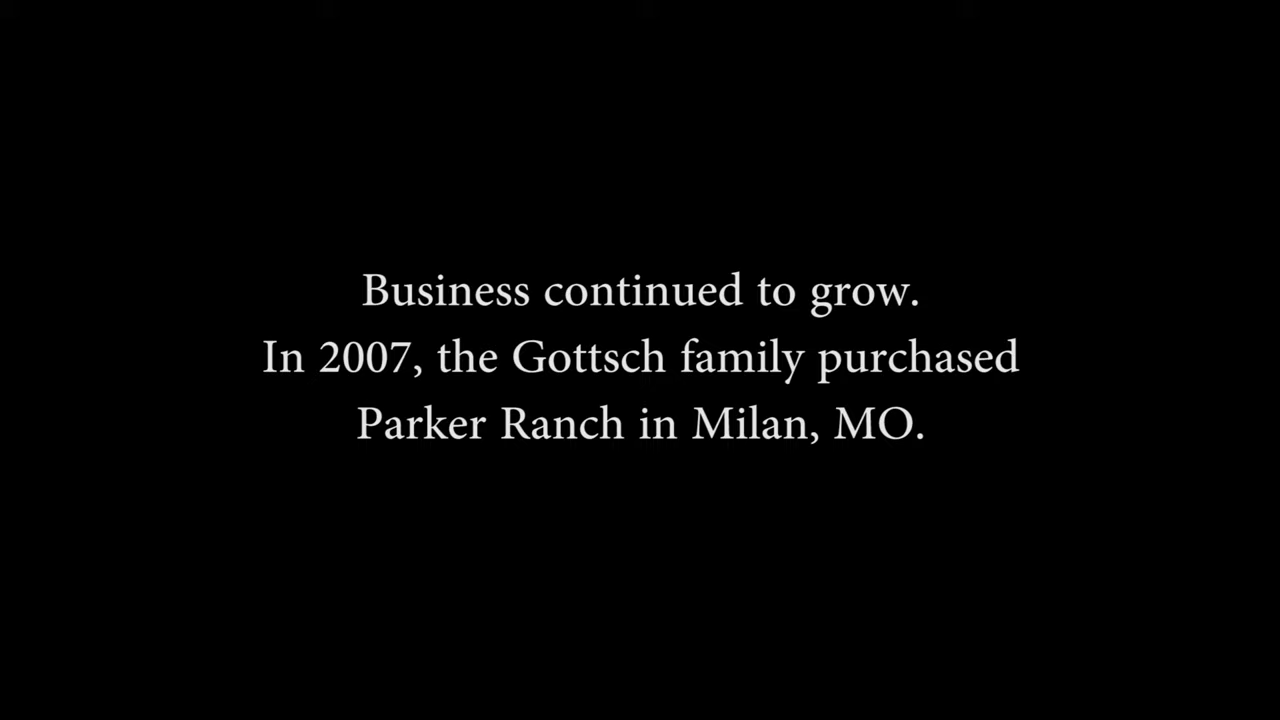 Business continued to grow.
In 2007, the Gottsch family purchased
Parker Ranch in Milan, MO.